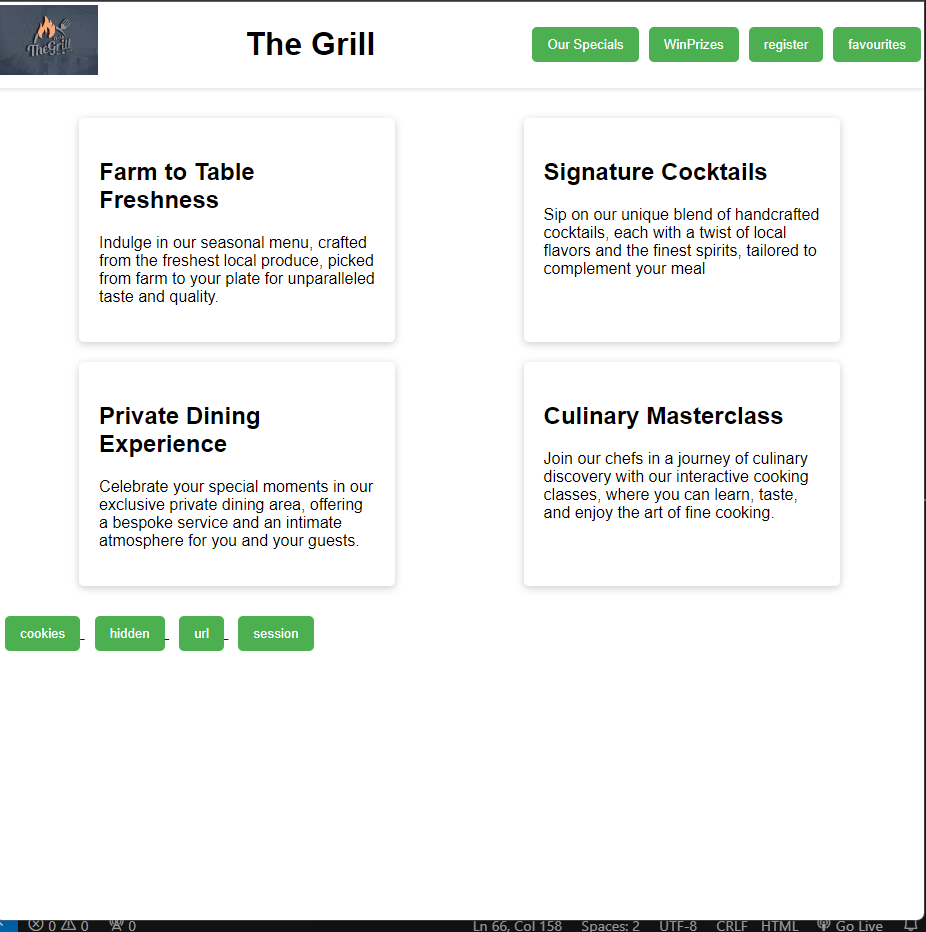 TheGrill
The Grill
Our Specials
WinPrizes
register
favourites
Farm to Table
Freshness
Indulge in our seasonal menu, crafted
from the freshest local produce, picked
from farm to your plate for unparalleled
taste and quality.
Signature Cocktails
Sip on our unique blend of handcrafted
cocktails, each with a twist of local
flavors and the finest spirits, tailored to
complement your meal
Private Dining
Experience
Celebrate your special moments in our
exclusive private dining area, offering
a bespoke service and an intimate
atmosphere for you and your guests.
Culinary Masterclass
Join our chefs in a journey of culinary
discovery with our interactive cooking
classes, where you can learn, taste,
and enjoy the art of fine cooking.
cookies
hidden
url
session
0 0 0 Ln 66, Col 158 Spaces: 2 UTF-8 CRLF HTML Go Live